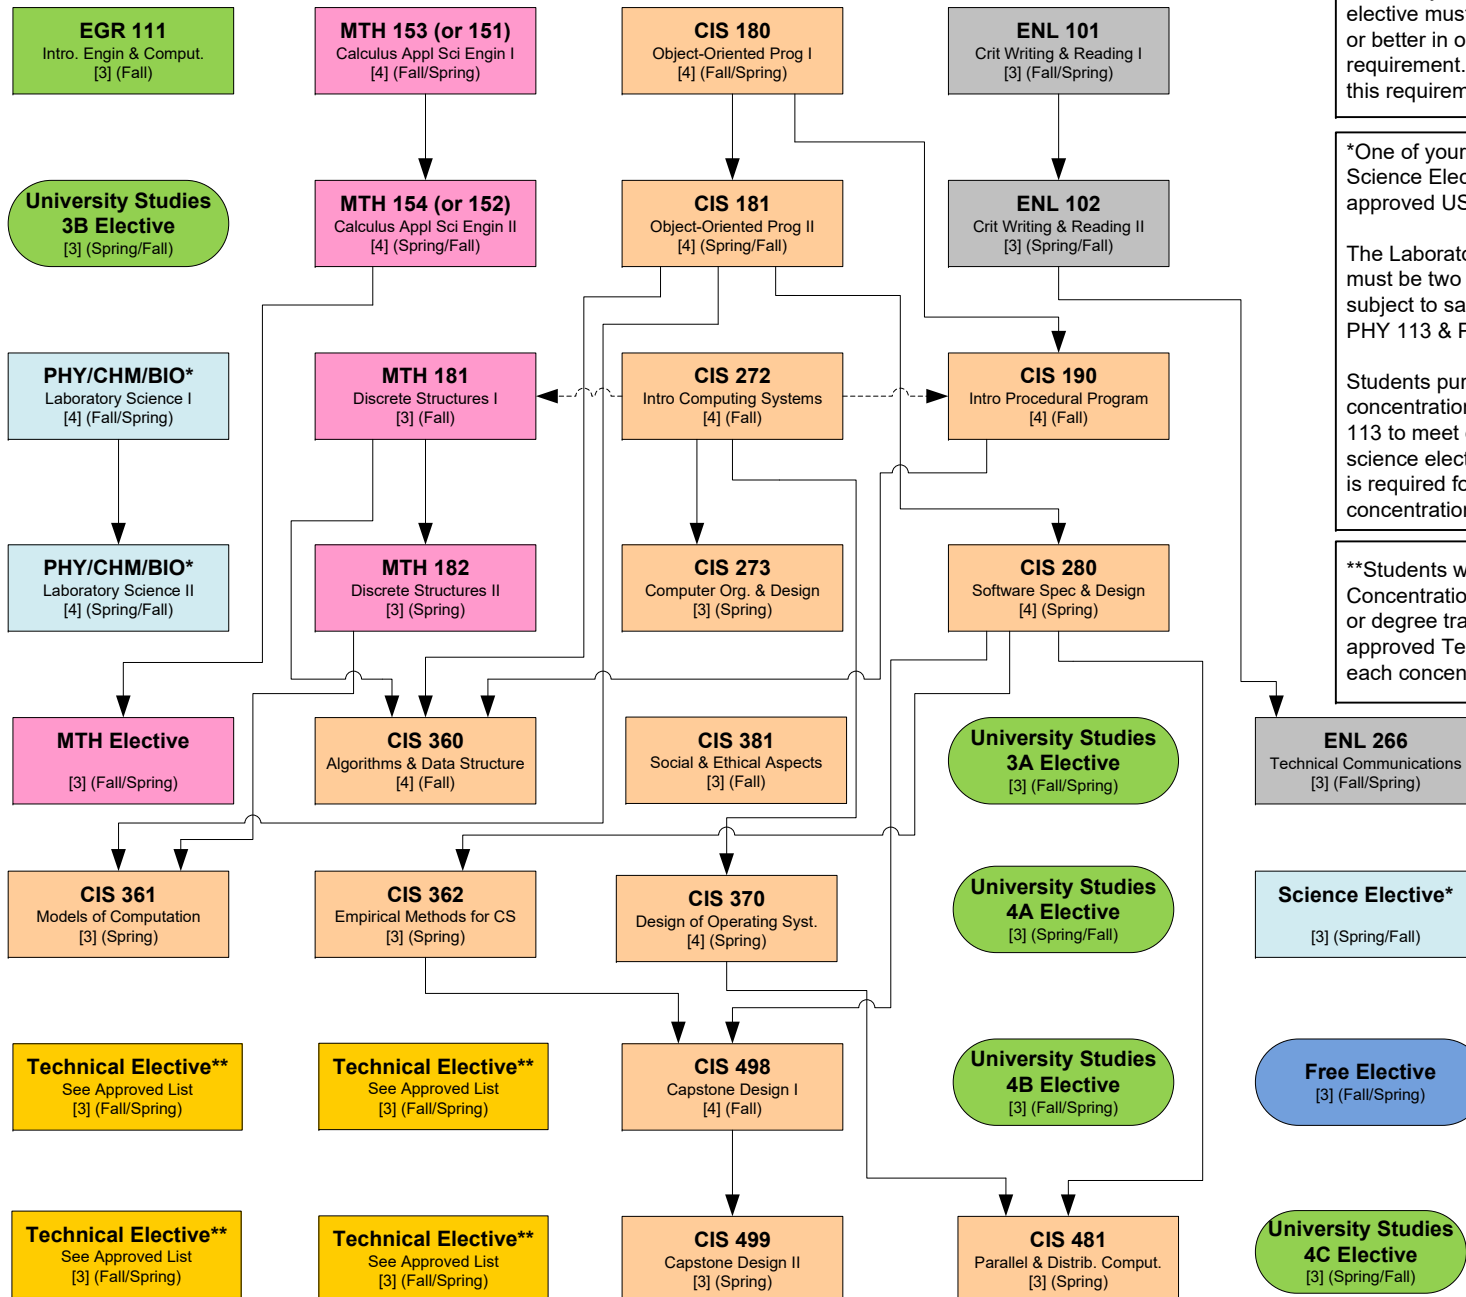 EGR 111
Intro. Engin & Comput.
[3] (Fall)
MTH 153 (or 151)
Calculus Appl Sci Engin I
[4] (Fall/Spring)
CIS 180
Object-Oriented Prog I
[4] (Fall/Spring)
ENL 101
Crit Writing & Reading I
[3] (Fall/Spring)
elective must
or better in o
requirement.
this requirem
University Studies
3B Elective
[3] (Spring/Fall)
MTH 154 (or 152)
Calculus Appl Sci Engin II
[4] (Spring/Fall)
CIS 181
Object-Oriented Prog II
[4] (Spring/Fall)
ENL 102
Crit Writing & Reading II
[3] (Spring/Fall)
*One of your
Science Elec
approved US
The Laborato
must be two
subject to sa
PHY 113 & P
Students pur
concentration
113 to meet
science elect
is required fo
concentration
PHY/CHM/BIO*
Laboratory Science I
[4] (Fall/Spring)
MTH 181
Discrete Structures I
[3] (Fall)
CIS 272
Intro Computing Systems
[4] (Fall)
CIS 190
Intro Procedural Program
[4] (Fall)
PHY/CHM/BIO*
Laboratory Science II
[4] (Spring/Fall)
MTH 182
Discrete Structures II
[3] (Spring)
CIS 273
Computer Org. & Design
[3] (Spring)
CIS 280
Software Spec & Design
[4] (Spring)
**Students w
Concentration
or degree tra
approved Te
each concen
MTH Elective
[3] (Fall/Spring)
CIS 360
Algorithms & Data Structure
[4] (Fall)
CIS 381
Social & Ethical Aspects
[3] (Fall)
University Studies
3A Elective
[3] (Fall/Spring)
ENL 266
Technical Communications
[3] (Fall/Spring)
CIS 361
Models of Computation
[3] (Spring)
CIS 362
Empirical Methods for CS
[3] (Spring)
CIS 370
Design of Operating Syst.
[4] (Spring)
University Studies
4A Elective
[3] (Spring/Fall)
Science Elective*
[3] (Spring/Fall)
Technical Elective**
See Approved List
[3] (Fall/Spring)
Technical Elective**
See Approved List
[3] (Fall/Spring)
CIS 498
Capstone Design I
[4] (Fall)
University Studies
4B Elective
[3] (Fall/Spring)
Free Elective
[3] (Fall/Spring)
Technical Elective**
See Approved List
[3] (Fall/Spring)
Technical Elective**
See Approved List
[3] (Fall/Spring)
CIS 499
Capstone Design II
[3] (Spring)
CIS 481
Parallel & Distrib. Comput.
[3] (Spring)
University Studies
4C Elective
[3] (Spring/Fall)